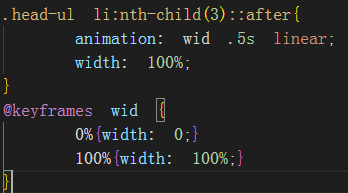 .head-ul li:nth-child(3)::after{
animation: wid .5s linear;
width: 100%;
}
@keyframes wid {
0%{width: 0;}
100%{width: 100%;}
}